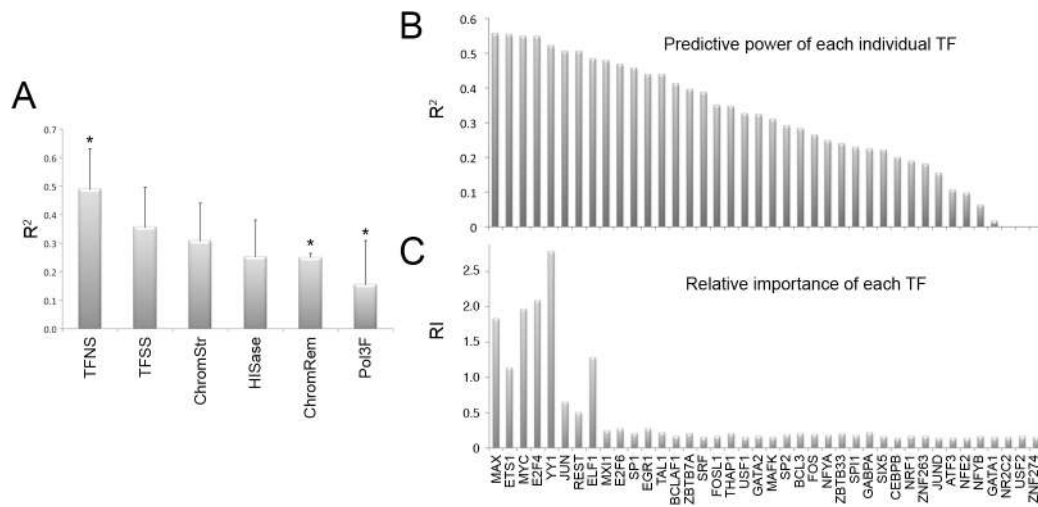 A
0.7
0.6
0.5
0.4
0.3
0.2
0.1
0.0
R2
*
*
*
TFNS
TFSS
ChromStr
HISase
ChromRem
Pol3F
B
Predictive power of each individual TF
0.6
0.5
0.4
0.3
0.2
0.1
0
R2
C
Relative importance of each TF
2.5
2.0
1.5
1.0
0.5
0
RI
MAX
ETS1
MYC
E2F4
YY1
JUN
REST
ELF1
MXI1
E2F6
SP1
EGR1
TAL1
BCLAF1
ZBTB7A
SRF
FOSL1
THAP1
USF1
GATA2
MAFK
SP2
BCL3
FOS
NFYA
ZBTB33
SPI1
GABPA
SIX5
CEBPB
NRF1
ZNF263
JUND
ATF3
NFE2
NFYB
GATA1
NR2C2
USF2
ZNF274